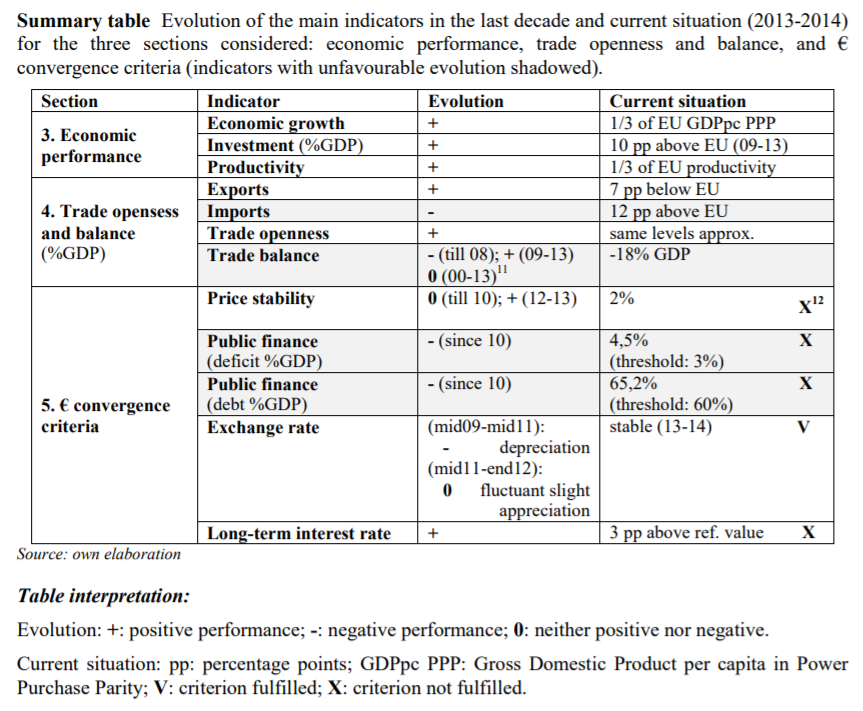 Summary table Evolution of the main indicators in the last decade and current situation (2013-2014)
for the three sections considered: economic performance, trade openness and balance, and €
convergence criteria (indicators with unfavourable evolution shadowed).
Section Indicator Evolution Current situation
3. Economic performance
Economic growth + 1/3 of EU GDPpc PPP
Investment (%GDP) + 10 pp above EU (09-13)
Productivity + 1/3 of EU productivity
4. Trade opensess
and balance
(%GDP)
Exports + 7 pp below EU
Imports - 12 pp above EU
Trade openness + same levels approx.
Trade balance - (till 08); + (09-13) -18% GDP
0 (00-13)11
5. € convergence
criteria
Price stability 0 (till 10); + (12-13) 2% X12
Public finance - (since 10) 4,5% X
(deficit %GDP) (threshold: 3%)
Public finance - (since 10) 65,2% X
(debt %GDP) (threshold: 60%)
Exchange rate (mid09-mid11): stable (13-14) V
- depreciation
(mid11-end12):
0 fluctuant slight
appreciation
Long-term interest rate + 3 pp above ref. value X
Source: own elaboration
Table interpretation:
Evolution: +: positive performance; -: negative performance; 0: neither positive nor negative.
Current situation: pp: percentage points; GDPpc PPP: Gross Domestic Product per capita in Power
Purchase Parity; V: criterion fulfilled; X: criterion not fulfilled.